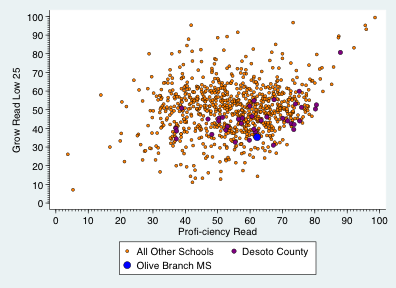 Grow Read Low 25
100
90
80
70
60
50
40
30
20
10
0
0 10 20 30 40 50 60 70 80 90 100
Profi-ciency Read
All Other Schools Desoto County
Olive Branch MS